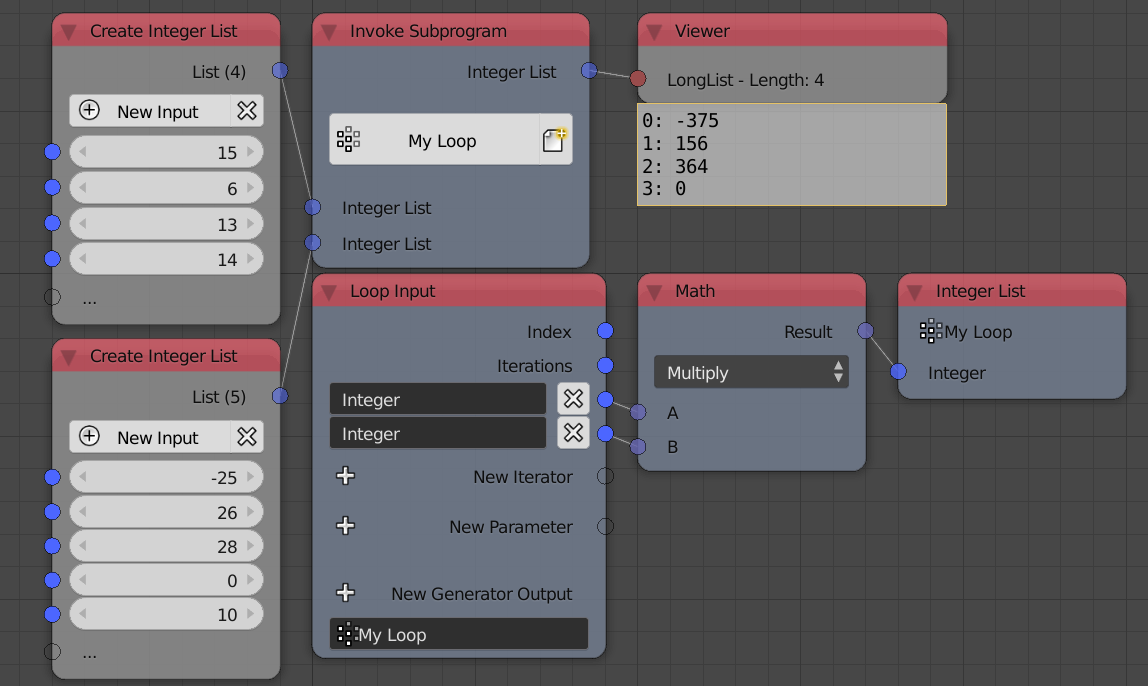 Create Integer List
List (4)
New Input
15
6
13
14
...
Create Integer List
List (5)
New Input
-25
26
28
0
10
...
Invoke Subprogram
Integer List
My Loop
Integer List
Integer List
Loop Input
Index
Iterations
Integer
Integer
New Iterator
New Parameter
New Generator Output
My Loop
Viewer
LongList - Length: 4
0: -375
1: 156
2: 364
3: 0
Math
Result
Multiply
A
B
Integer List
My Loop
Integer